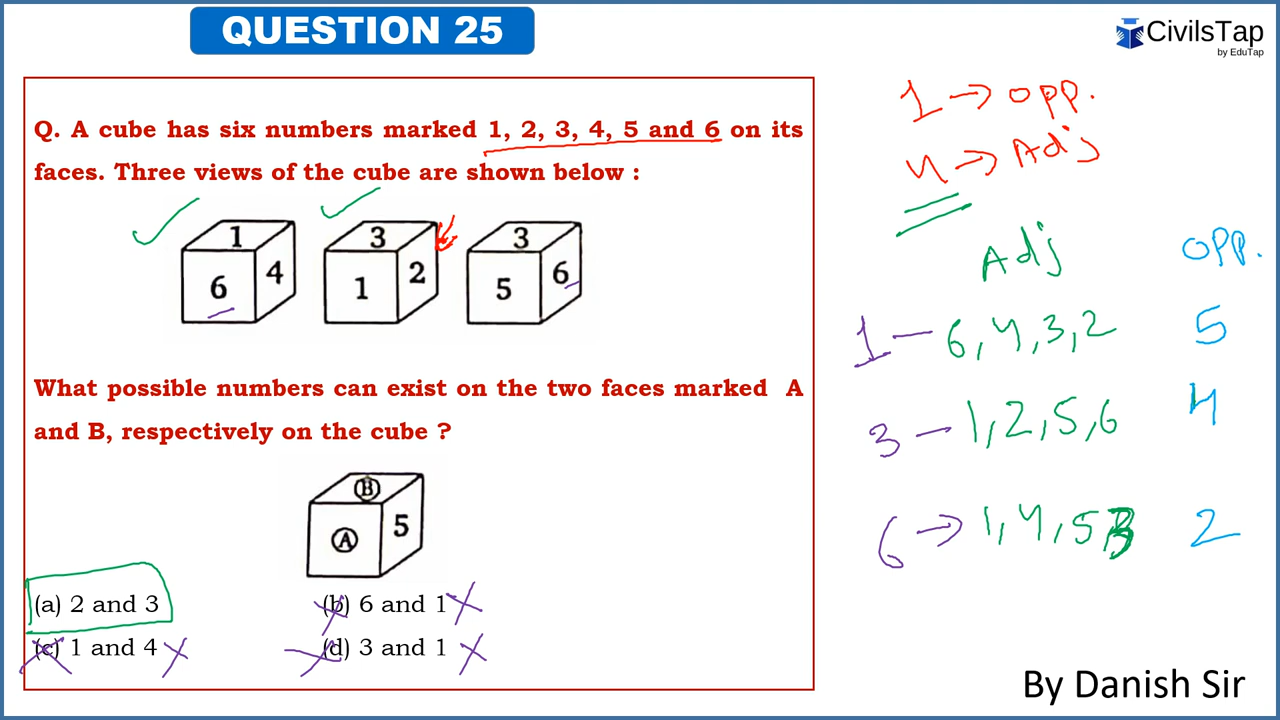 QUESTION 25
CivilsTap
by EduTap
Q. A cube has six numbers marked 1, 2, 3, 4, 5 and 6 on its
faces. Three views of the cube are shown below :
1
6
4
3
1
2
3
5
6
What possible numbers can exist on the two faces marked A
and B, respectively on the cube ?
B
A
5
(a) 2 and 3
(b) 6 and 1
(c) 1 and 4
(d) 3 and 1
1 → opp.
4 → Adj
Adj
opp.
1 — 6, 4, 3, 2
5
3 — 1, 2, 5, 6
4
6 → 1, 4, 5
2
By Danish Sir